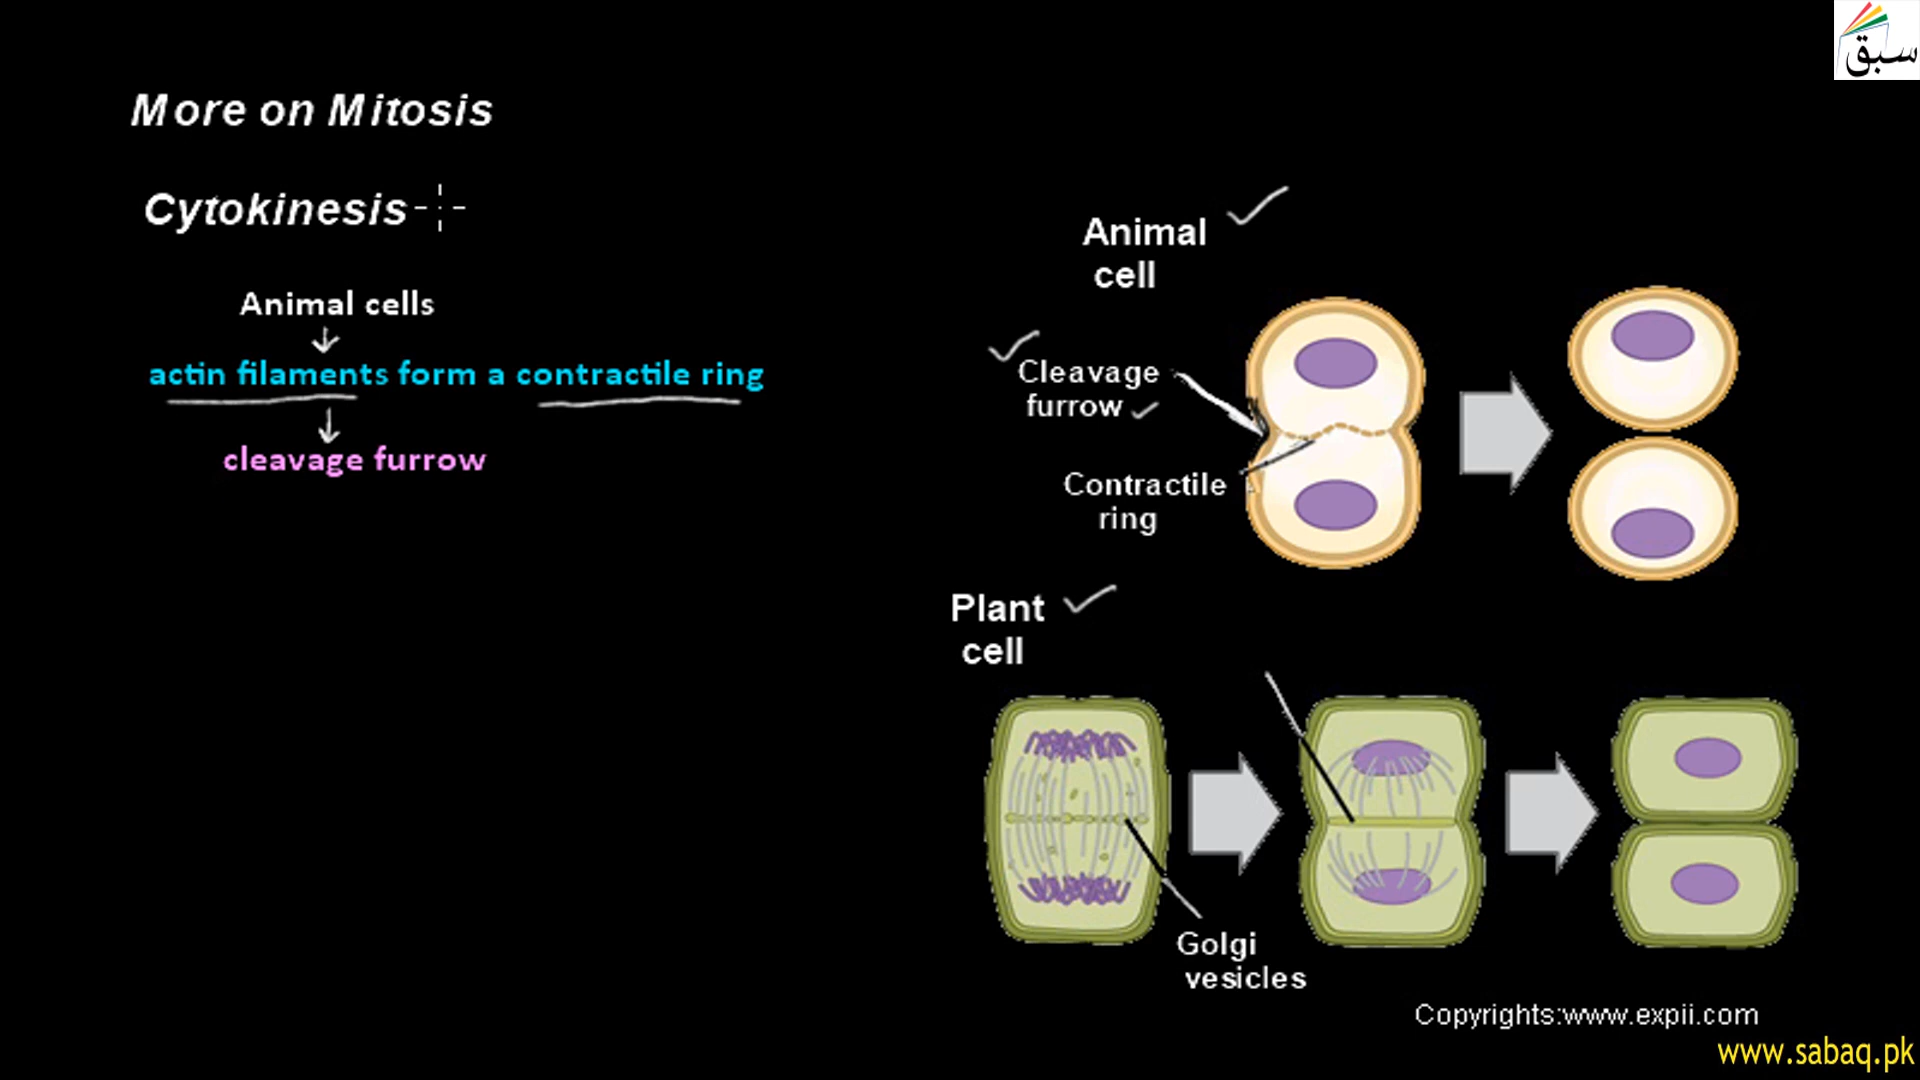 سبق
More on Mitosis
Cytokinesis
Animal cells
actin filaments form a contractile ring
cleavage furrow
Animal
cell
Cleavage
furrow
Contractile
ring
Plant
cell
Golgi
vesicles
Copyrights:www.expii.com
www.sabaq.pk